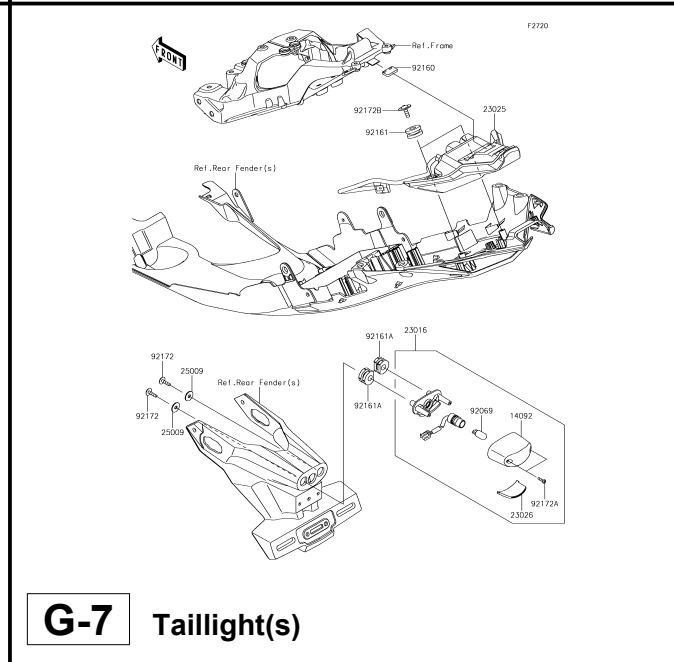 F2720
FRONT
Ref.Frame
92160
92172B
23025
92161
Ref.Rear Fender(s)
92161A
23016
92172
25009
Ref.Rear Fender(s)
92161A
92069
14092
92172
25009
92172A
23026
G-7 Taillight(s)